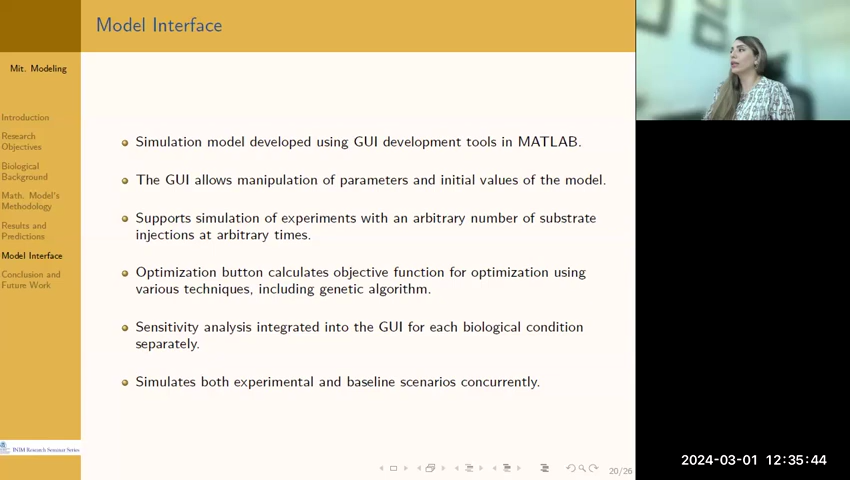 Model Interface
Mit. Modeling
Introduction
Research
Objectives
Biological
Background
Math. Model's
Methodology
Results and
Predictions
Model Interface
Conclusion and
Future Work
Simulation model developed using GUI development tools in MATLAB.
The GUI allows manipulation of parameters and initial values of the model.
Supports simulation of experiments with an arbitrary number of substrate
injections at arbitrary times.
Optimization button calculates objective function for optimization using
various techniques, including genetic algorithm.
Sensitivity analysis integrated into the GUI for each biological condition
separately.
Simulates both experimental and baseline scenarios concurrently.
Research Seminar Series
20/26
2024-03-01 12:35:44